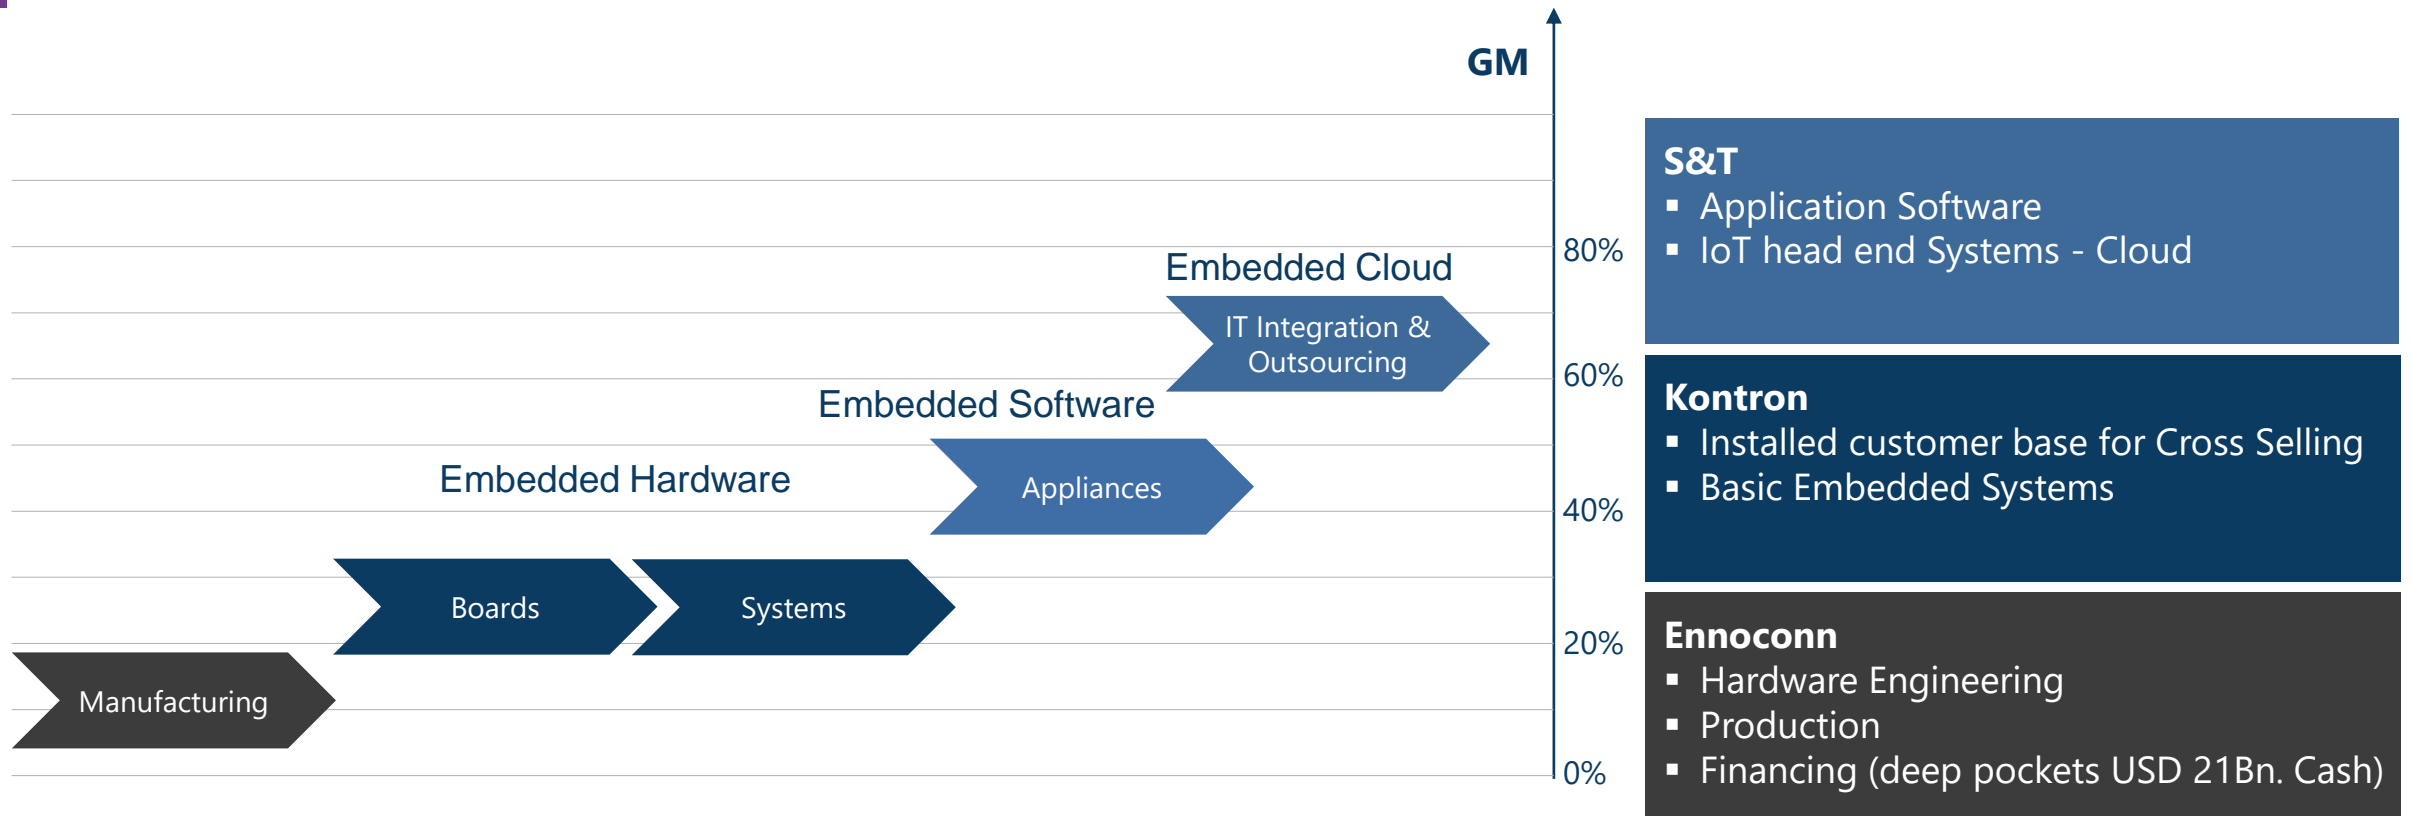 GM
80%
60%
40%
20%
0%
Embedded Cloud
IT Integration &
Outsourcing
Embedded Software
Appliances
Embedded Hardware
Boards
Systems
Manufacturing
S&T
▪ Application Software
▪ IoT head end Systems - Cloud
Kontron
▪ Installed customer base for Cross Selling
▪ Basic Embedded Systems
Ennoconn
▪ Hardware Engineering
▪ Production
▪ Financing (deep pockets USD 21Bn. Cash)